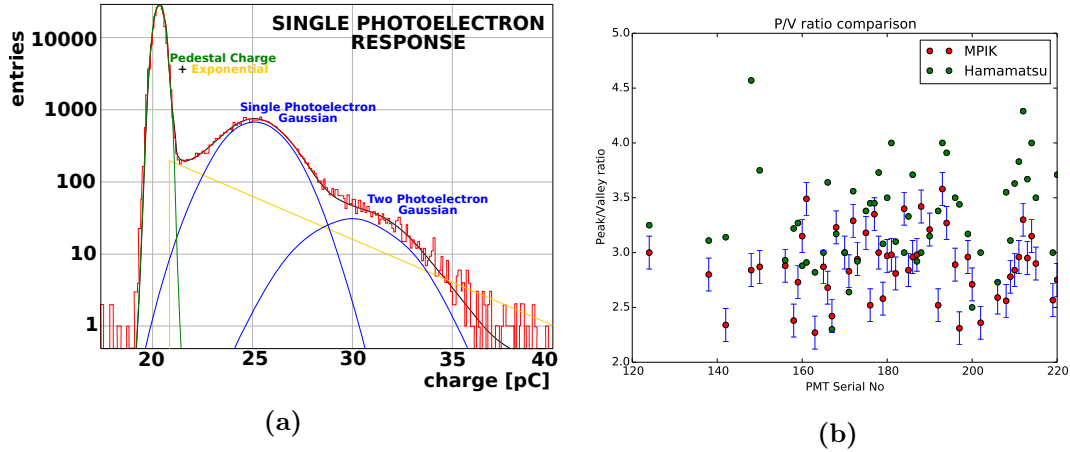 SINGLE PHOTOELECTRON
RESPONSE
entries
10000
1000
100
10
1
Pedestal Charge
+ Exponential
Single Photoelectron
Gaussian
Two Photoelectron
Gaussian
20 25 30 35 40
charge [pC]
(a)
P/V ratio comparison
MPIK
Hamamatsu
Peak/Valley ratio
5.0
4.5
4.0
3.5
3.0
2.5
2.0
120 140 160 180 200 220
PMT Serial No
(b)